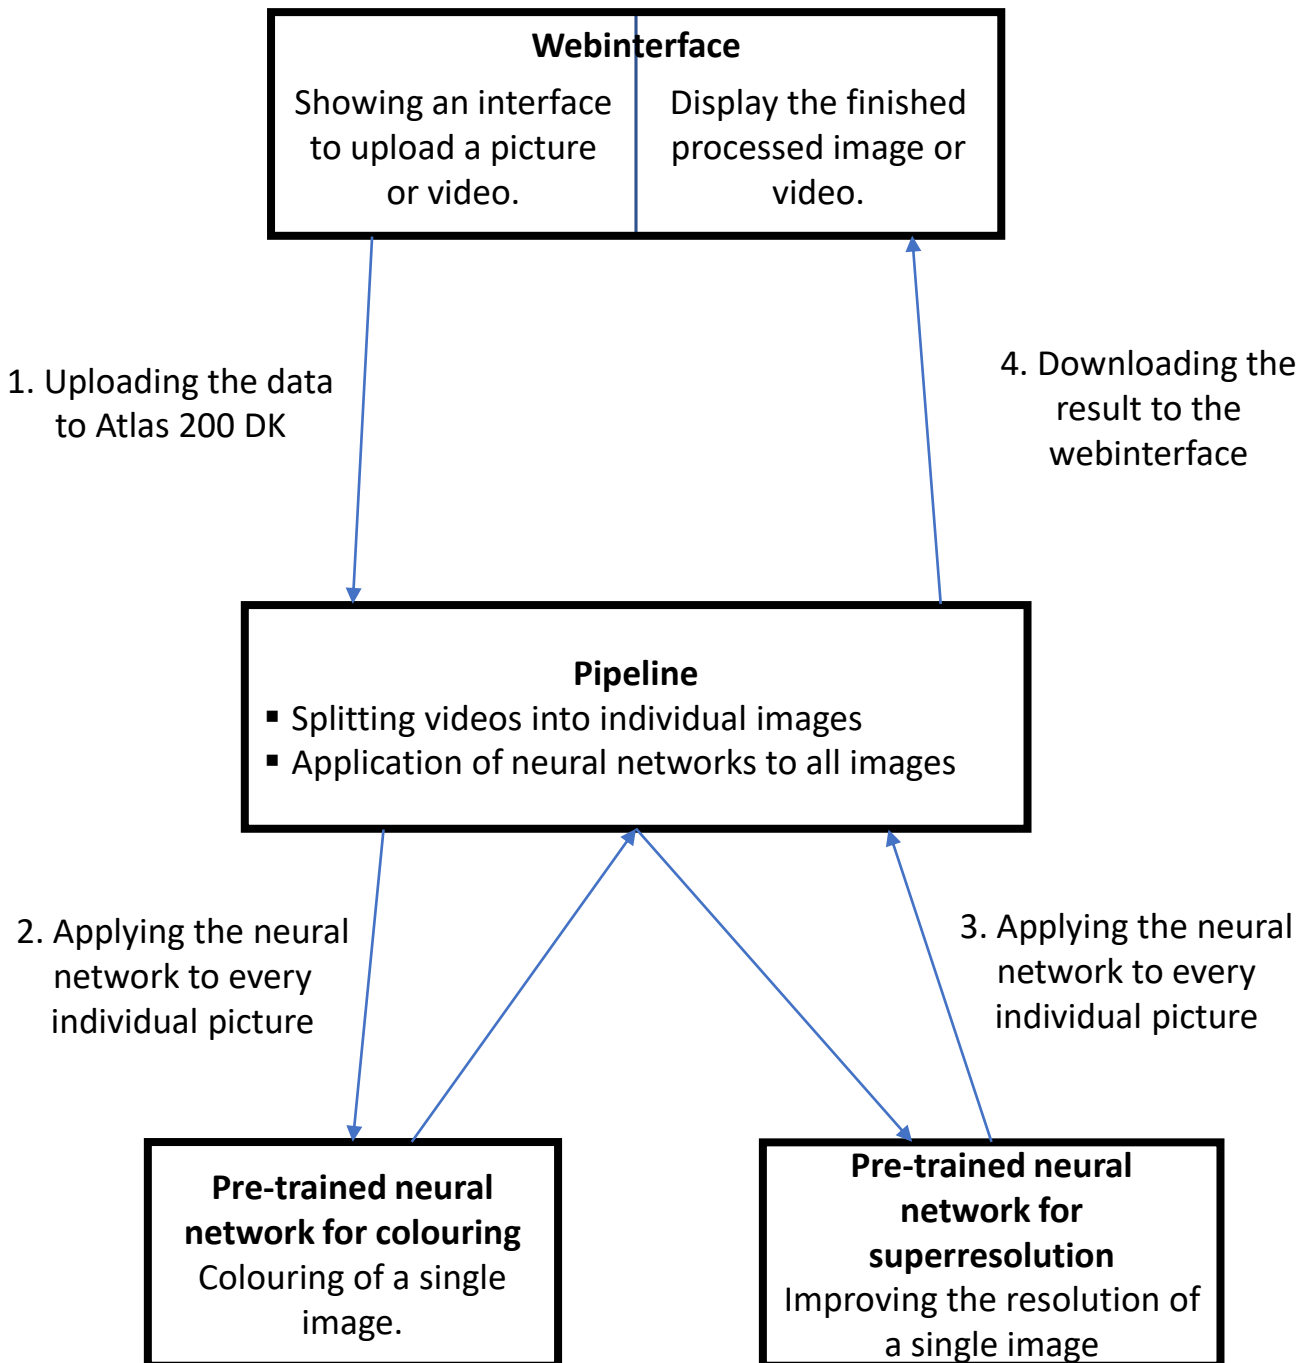 Webinterface
Showing an interface
to upload a picture
or video.
Display the finished
processed image or
video.
1. Uploading the data
to Atlas 200 DK
4. Downloading the
result to the
webinterface
Pipeline
▪ Splitting videos into individual images
▪ Application of neural networks to all images
2. Applying the neural
network to every
individual picture
3. Applying the neural
network to every
individual picture
Pre-trained neural
network for colouring
Colouring of a single
image.
Pre-trained neural
network for
superresolution
Improving the resolution of
a single image